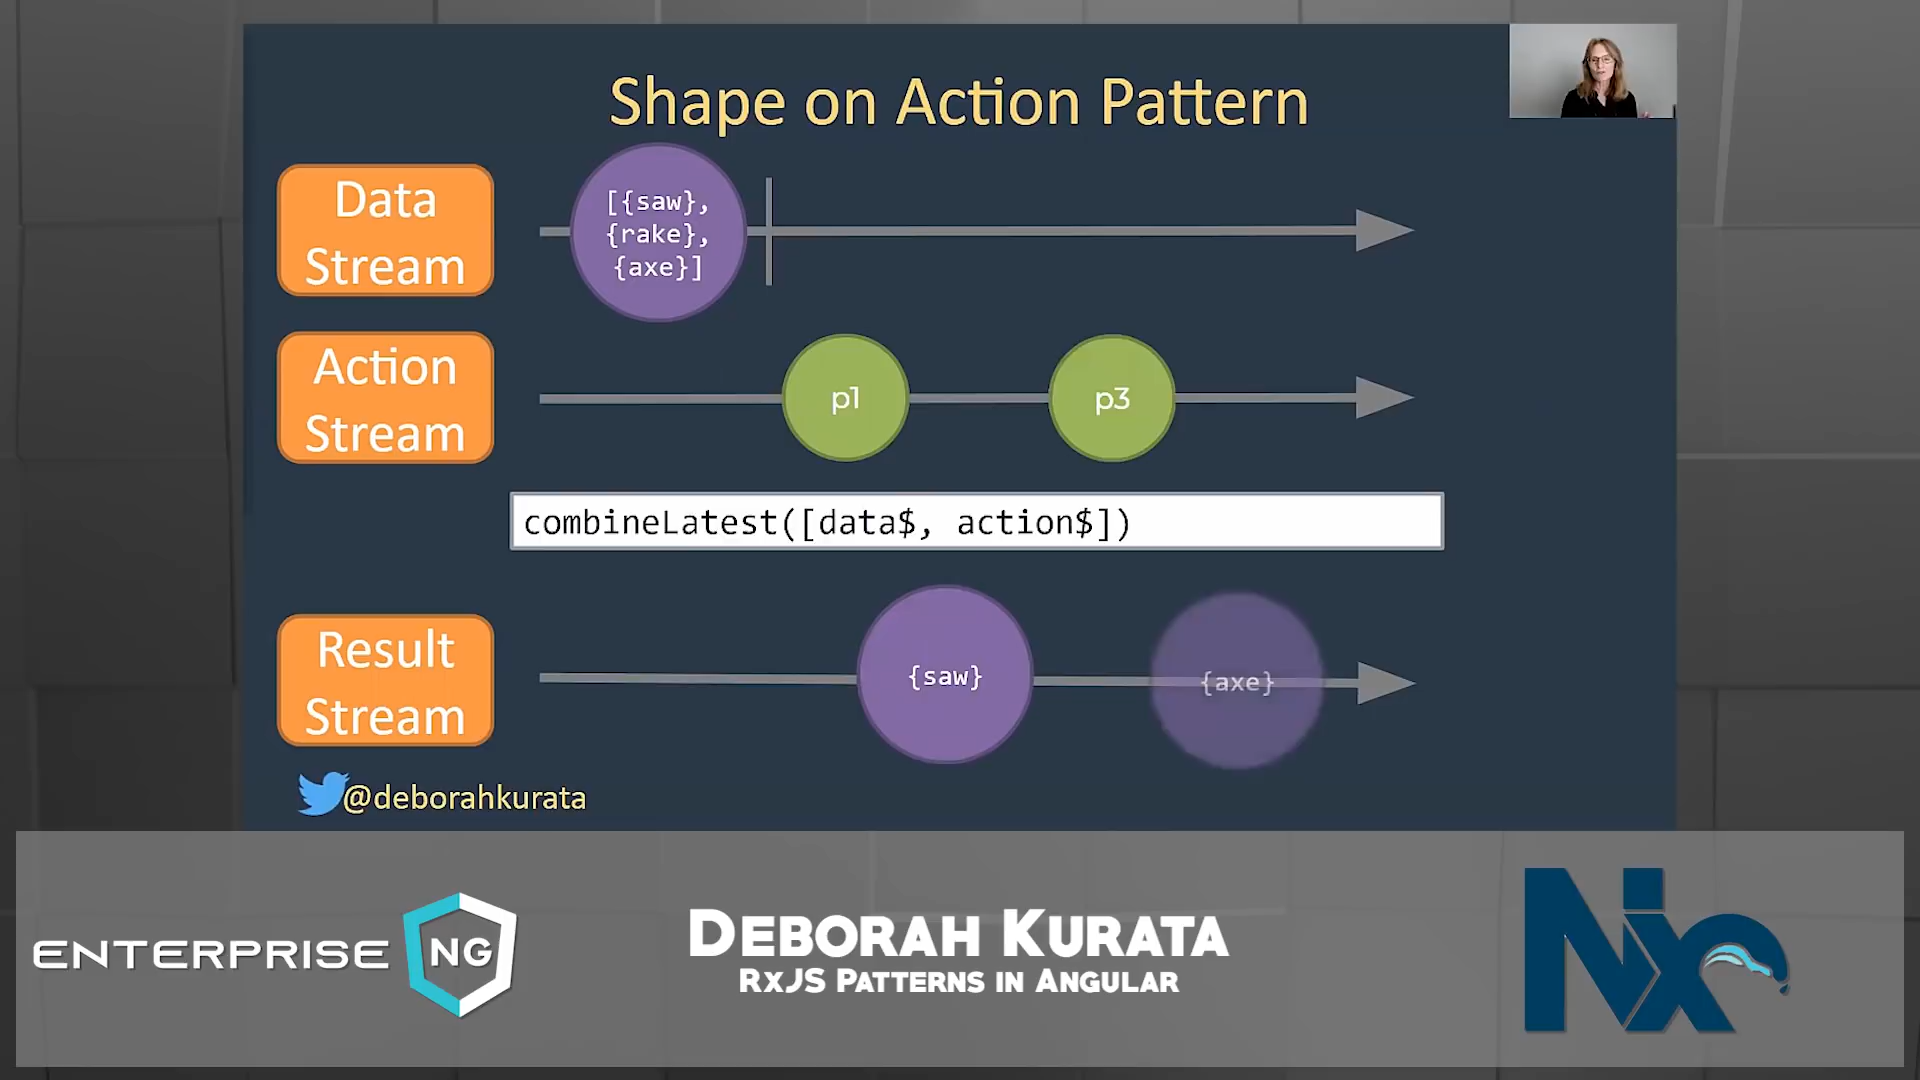 Shape on Action Pattern
Data
Stream
[{saw},
{rake},
{axe}]
Action
Stream
p1
p3
combineLatest([data$, action$])
Result
Stream
{saw}
{axe}
@deborahkurata
ENTERPRISE NG
DEBORAH KURATA
RXJS PATTERNS IN ANGULAR
Nx